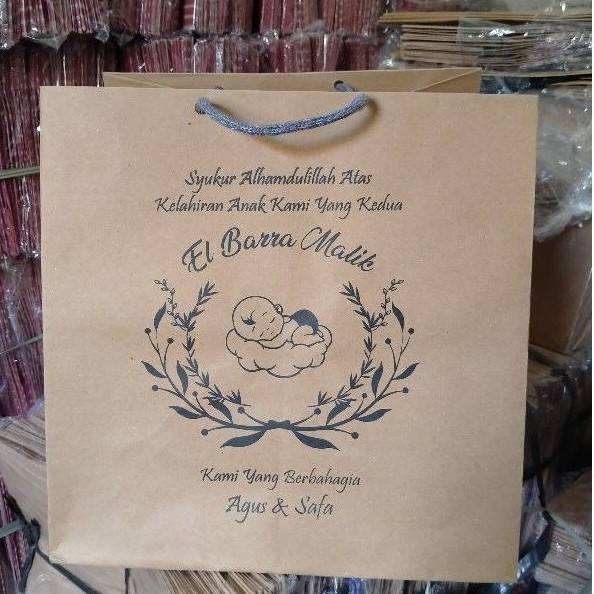 Syukur Alhamdulillah Atas
Kelahiran Anak Kami Yang Kedua
El Barra Malik
Kami Yang Berbahagia
Agus & Safa